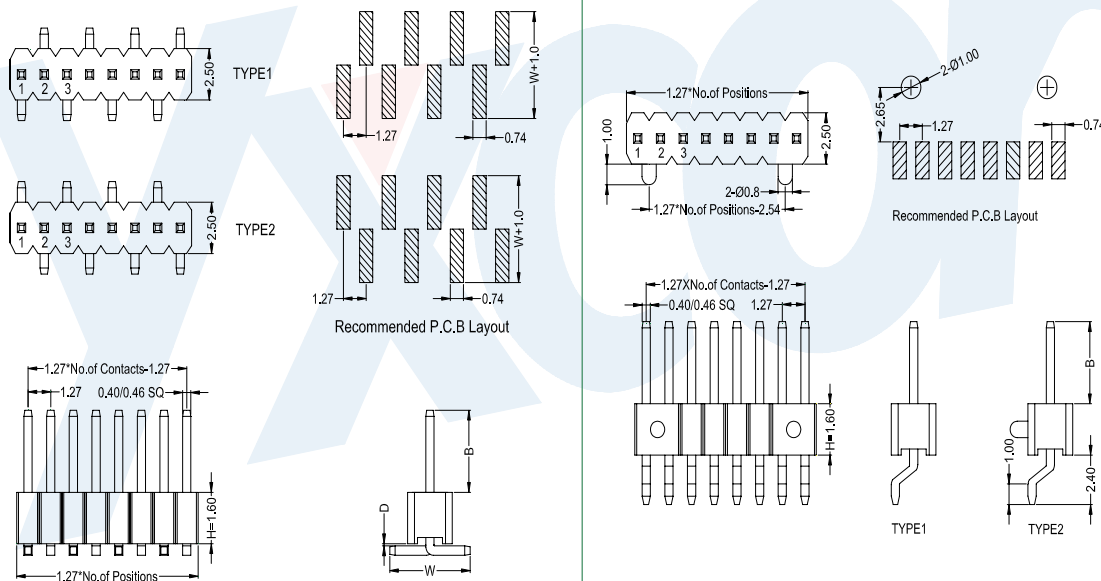 1 2 3
2.50
TYPE1
W+1.0
1.27
0.74
1 2 3
2.50
TYPE2
W+1.0
1.27
0.74
Recommended P.C.B Layout
1.27*No.of Contacts-1.27
1.27
0.40/0.46 SQ
H=1.60
1.27*No.of Positions
B
D
W
1.27*No.of Positions
1.00
1 2 3
2.50
2-Ø0.8
1.27*No.of Positions-2.54
2-Ø1.00
2.65
1.27
0.74
Recommended P.C.B Layout
1.27XNo.of Contacts-1.27
0.40/0.46 SQ
1.27
H=1.60
TYPE1
B
1.00
2.40
TYPE2